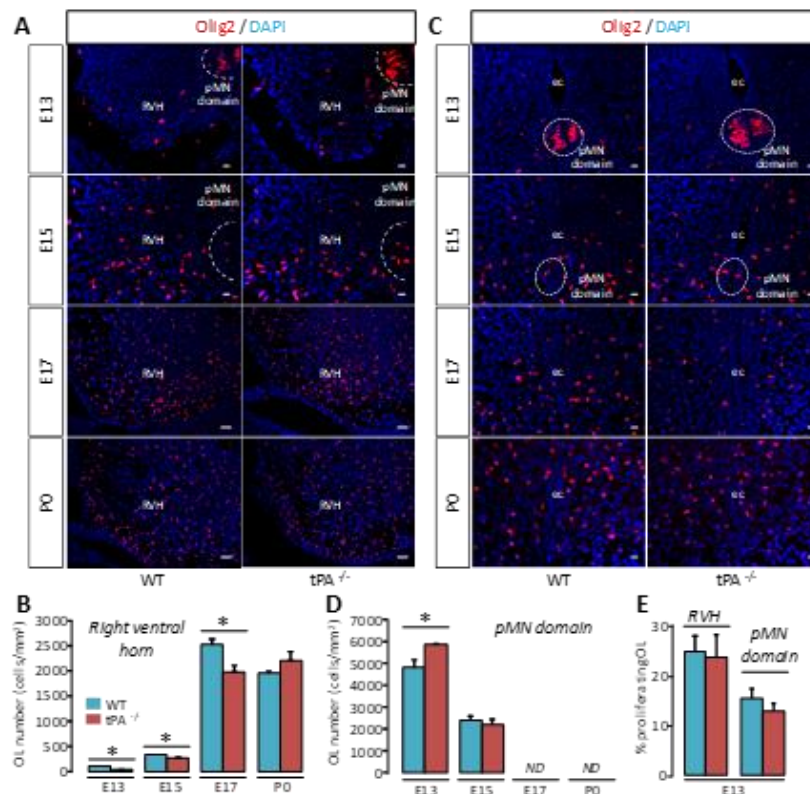 A
Olig2 / DAPI
C
Olig2 / DAPI
E13
RVH
pMN
domain
RVH
pMN
domain
ec
pMN
domain
ec
pMN
domain
E15
RVH
pMN
domain
RVH
pMN
domain
ec
pMN
domain
ec
pMN
domain
E17
RVH
RVH
E17
ec
ec
P0
RVH
RVH
P0
ec
ec
E13
E15
WT
tPA -/-
WT
tPA -/-
B
Right ventral
horn
OL number (cells/mm²)
3000
2500
2000
1500
1000
500
0
WT
tPA -/-
*
*
*
E13
E15
E17
P0
D
pMN domain
OL number (cells/mm²)
7000
6000
5000
4000
3000
2000
1000
0
*
ND
ND
E13
E15
E17
P0
E
RVH
pMN
domain
% proliferating OL
30
20
10
0
E13